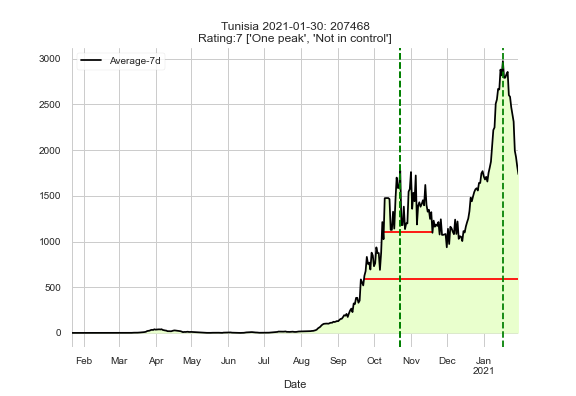 Tunisia 2021-01-30: 207468
Rating:7 ['One peak', 'Not in control']
Average-7d
3000
2500
2000
1500
1000
500
0
Feb Mar Apr May Jun Jul Aug Sep Oct Nov Dec Jan
2021
Date